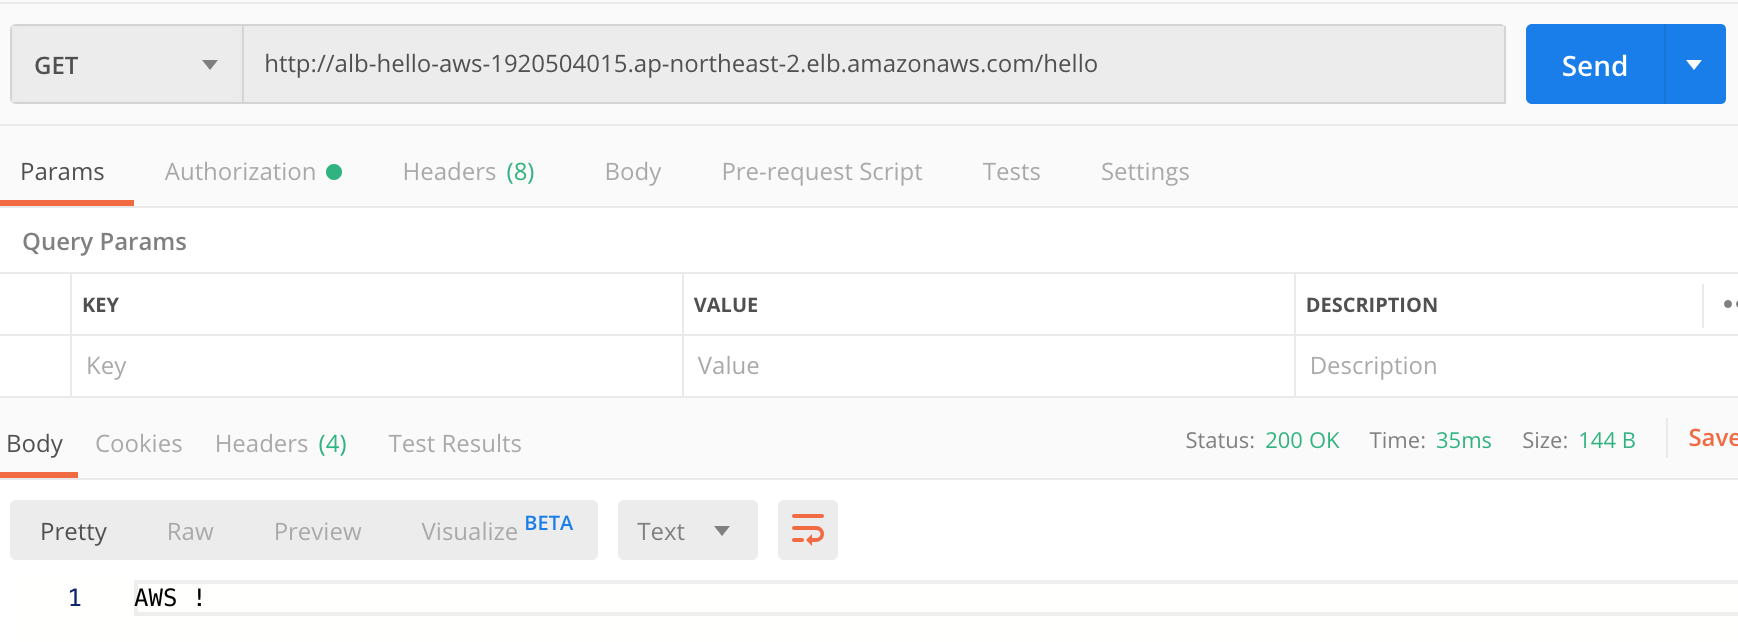 GET http://alb-hello-aws-1920504015.ap-northeast-2.elb.amazonaws.com/hello Send
Params Authorization Headers (8) Body Pre-request Script Tests Settings
Query Params
KEY VALUE DESCRIPTION
Key Value Description
Body Cookies Headers (4) Test Results Status: 200 OK Time: 35ms Size: 144 B Save
Pretty Raw Preview Visualize BETA Text
1 AWS !